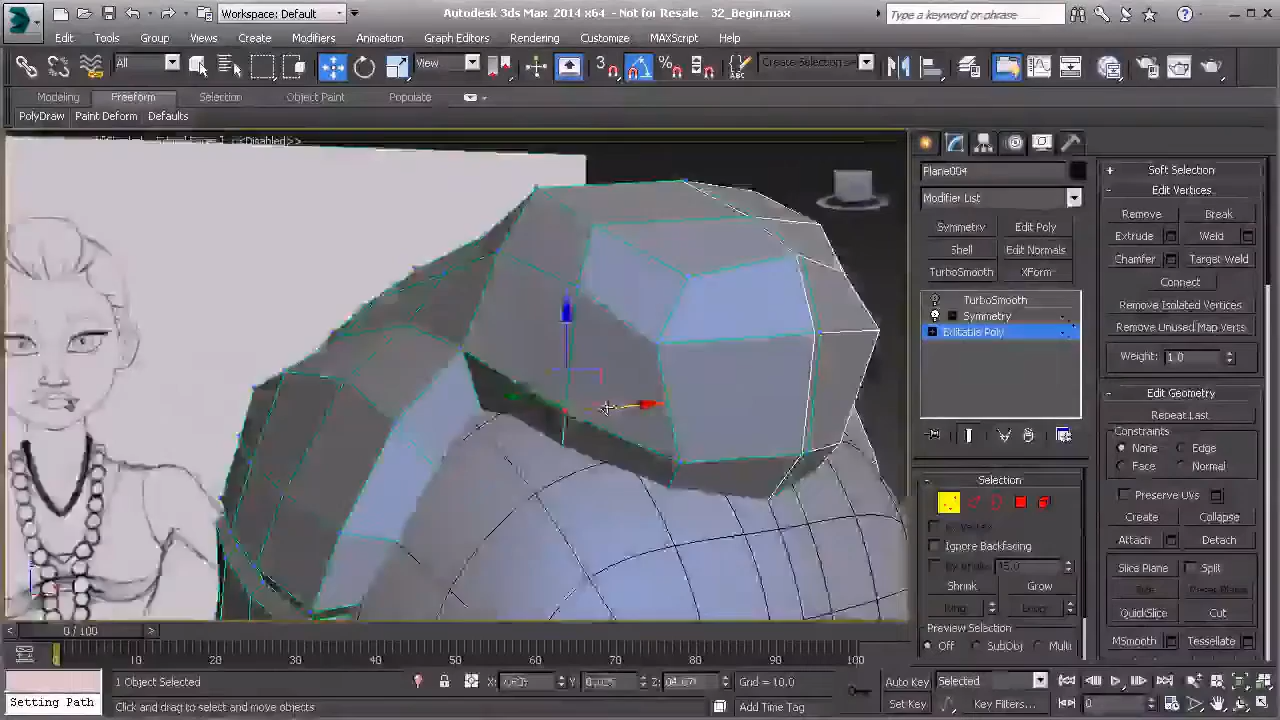 Workspace: Default
Autodesk 3ds Max 2014 x64 - Not for Resale 32_Begin.max
Type a keyword or phrase
Edit Tools Group Views Create Modifiers Animation Graph Editors Rendering Customize MAXScript Help
All View Create Selection
Modeling Freeform Selection Object Paint Populate
PolyDraw Paint Deform Defaults
Plane004
Modifier List
Symmetry Edit Poly
Shell Edit Normals
TurboSmooth XForm
TurboSmooth
Symmetry
Editable Poly
Selection
Ignore Backfacing
45.0
Shrink Grow
Ring Loop
Preview Selection
Off SubObj Multi
Soft Selection
Edit Vertices
Remove Break
Extrude Weld
Chamfer Target Weld
Connect
Remove Isolated Vertices
Remove Unused Map Verts
Weight: 1.0
Edit Geometry
Repeat Last
Constraints
None Edge
Face Normal
Preserve UVs
Create Collapse
Attach Detach
Slice Plane Split
QuickSlice Cut
MSmooth Tessellate
0 / 100
0 10 20 30 40 50 60 70 80 90 100
1 Object Selected X: Y: Z: Grid = 10.0
Auto Key Selected
Setting Path Click and drag to select and move objects Add Time Tag
Set Key Key Filters... 0